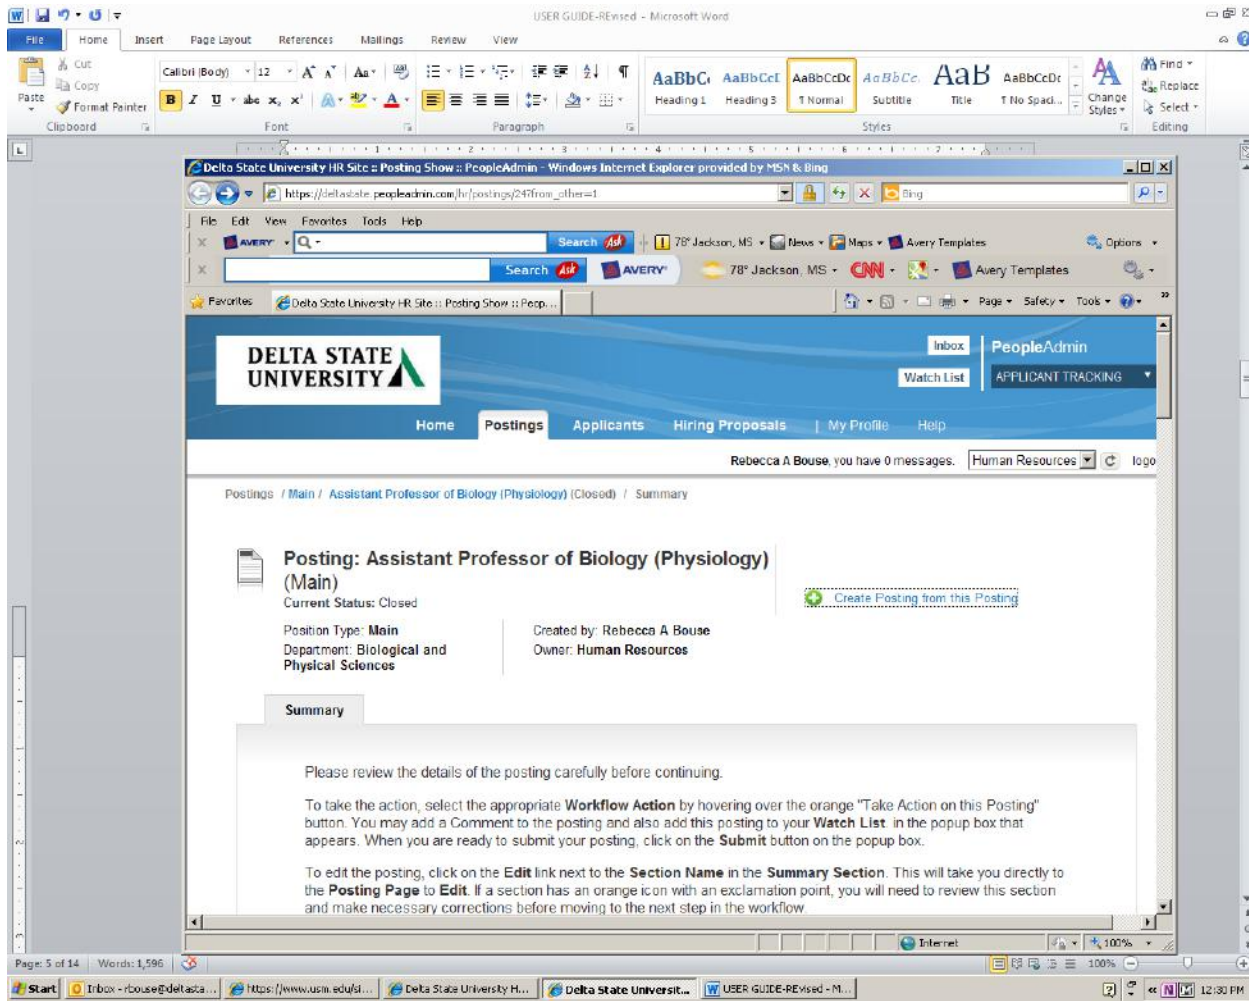 USER GUIDE-REvised - Microsoft Word
File Home Insert Page Layout References Mailings Review View
Cut
Copy
Format Painter
Paste
Clipboard
Calibri (Body) 12
Font
Paragraph
AaBbC AaBbCcD AaBbCcDc AaBbCc. AaB AaBbCcDc
Heading 1 Heading 3 ¶ Normal Subtitle Title ¶ No Spaci...
Change Styles
Styles
Find
Replace
Select
Editing
Delta State University HR Site :: Posting Show :: PeopleAdmin - Windows Internet Explorer provided by MSN & Bing
https://deltastate.peopleadmin.com/hr/postings/247from_other=1
Bing
File Edit View Favorites Tools Help
AVERY Search Ask 78° Jackson, MS News Maps Avery Templates Options
Search Ask AVERY 78° Jackson, MS CNN Avery Templates
Favorites Delta State University HR Site :: Posting Show :: Peop...
Page Safety Tools
DELTA STATE
UNIVERSITY
Inbox PeopleAdmin
Watch List APPLICANT TRACKING
Home Postings Applicants Hiring Proposals | My Profile Help
Rebecca A Bouse, you have 0 messages. Human Resources logo
Postings / Main / Assistant Professor of Biology (Physiology) (Closed) / Summary
Posting: Assistant Professor of Biology (Physiology)
(Main)
Current Status: Closed
Create Posting from this Posting
Position Type: Main
Department: Biological and
Physical Sciences
Created by: Rebecca A Bouse
Owner: Human Resources
Summary
Please review the details of the posting carefully before continuing.
To take the action, select the appropriate Workflow Action by hovering over the orange "Take Action on this Posting"
button. You may add a Comment to the posting and also add this posting to your Watch List in the popup box that
appears. When you are ready to submit your posting, click on the Submit button on the popup box.
To edit the posting, click on the Edit link next to the Section Name in the Summary Section. This will take you directly to
the Posting Page to Edit. If a section has an orange icon with an exclamation point, you will need to review this section
and make necessary corrections before moving to the next step in the workflow.
Internet 100%
Page: 5 of 14 Words: 1,596 100%
Start Inbox - rbouse@deltasta... https://www.usm.edu/si... Delta State University H... Delta State Universit... USER GUIDE-REvised - M... 12:30 PM